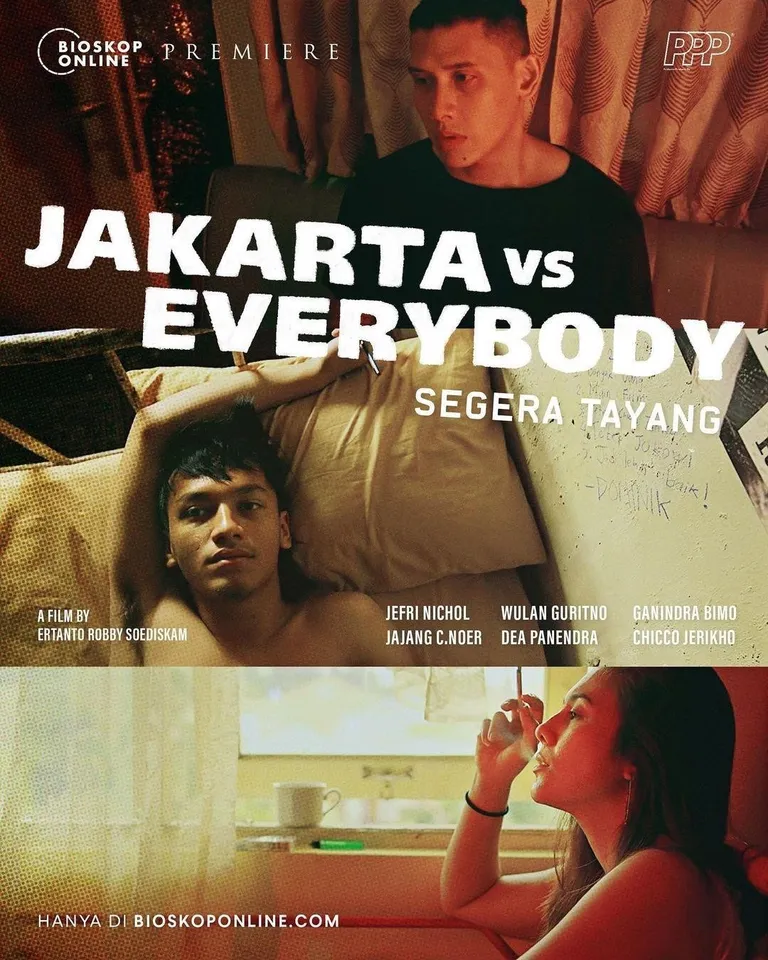 BIOSKOP
ONLINE
PREMIERE
PPP
JAKARTA VS
EVERYBODY
SEGERA TAYANG
-DOMINIK
A FILM BY
ERTANTO ROBBY SOEDISKAM
JEFRI NICHOL WULAN GURITNO GANINDRA BIMO
JAJANG C.NOER DEA PANENDRA CHICCO JERIKHO
HANYA DI BIOSKOPONLINE.COM